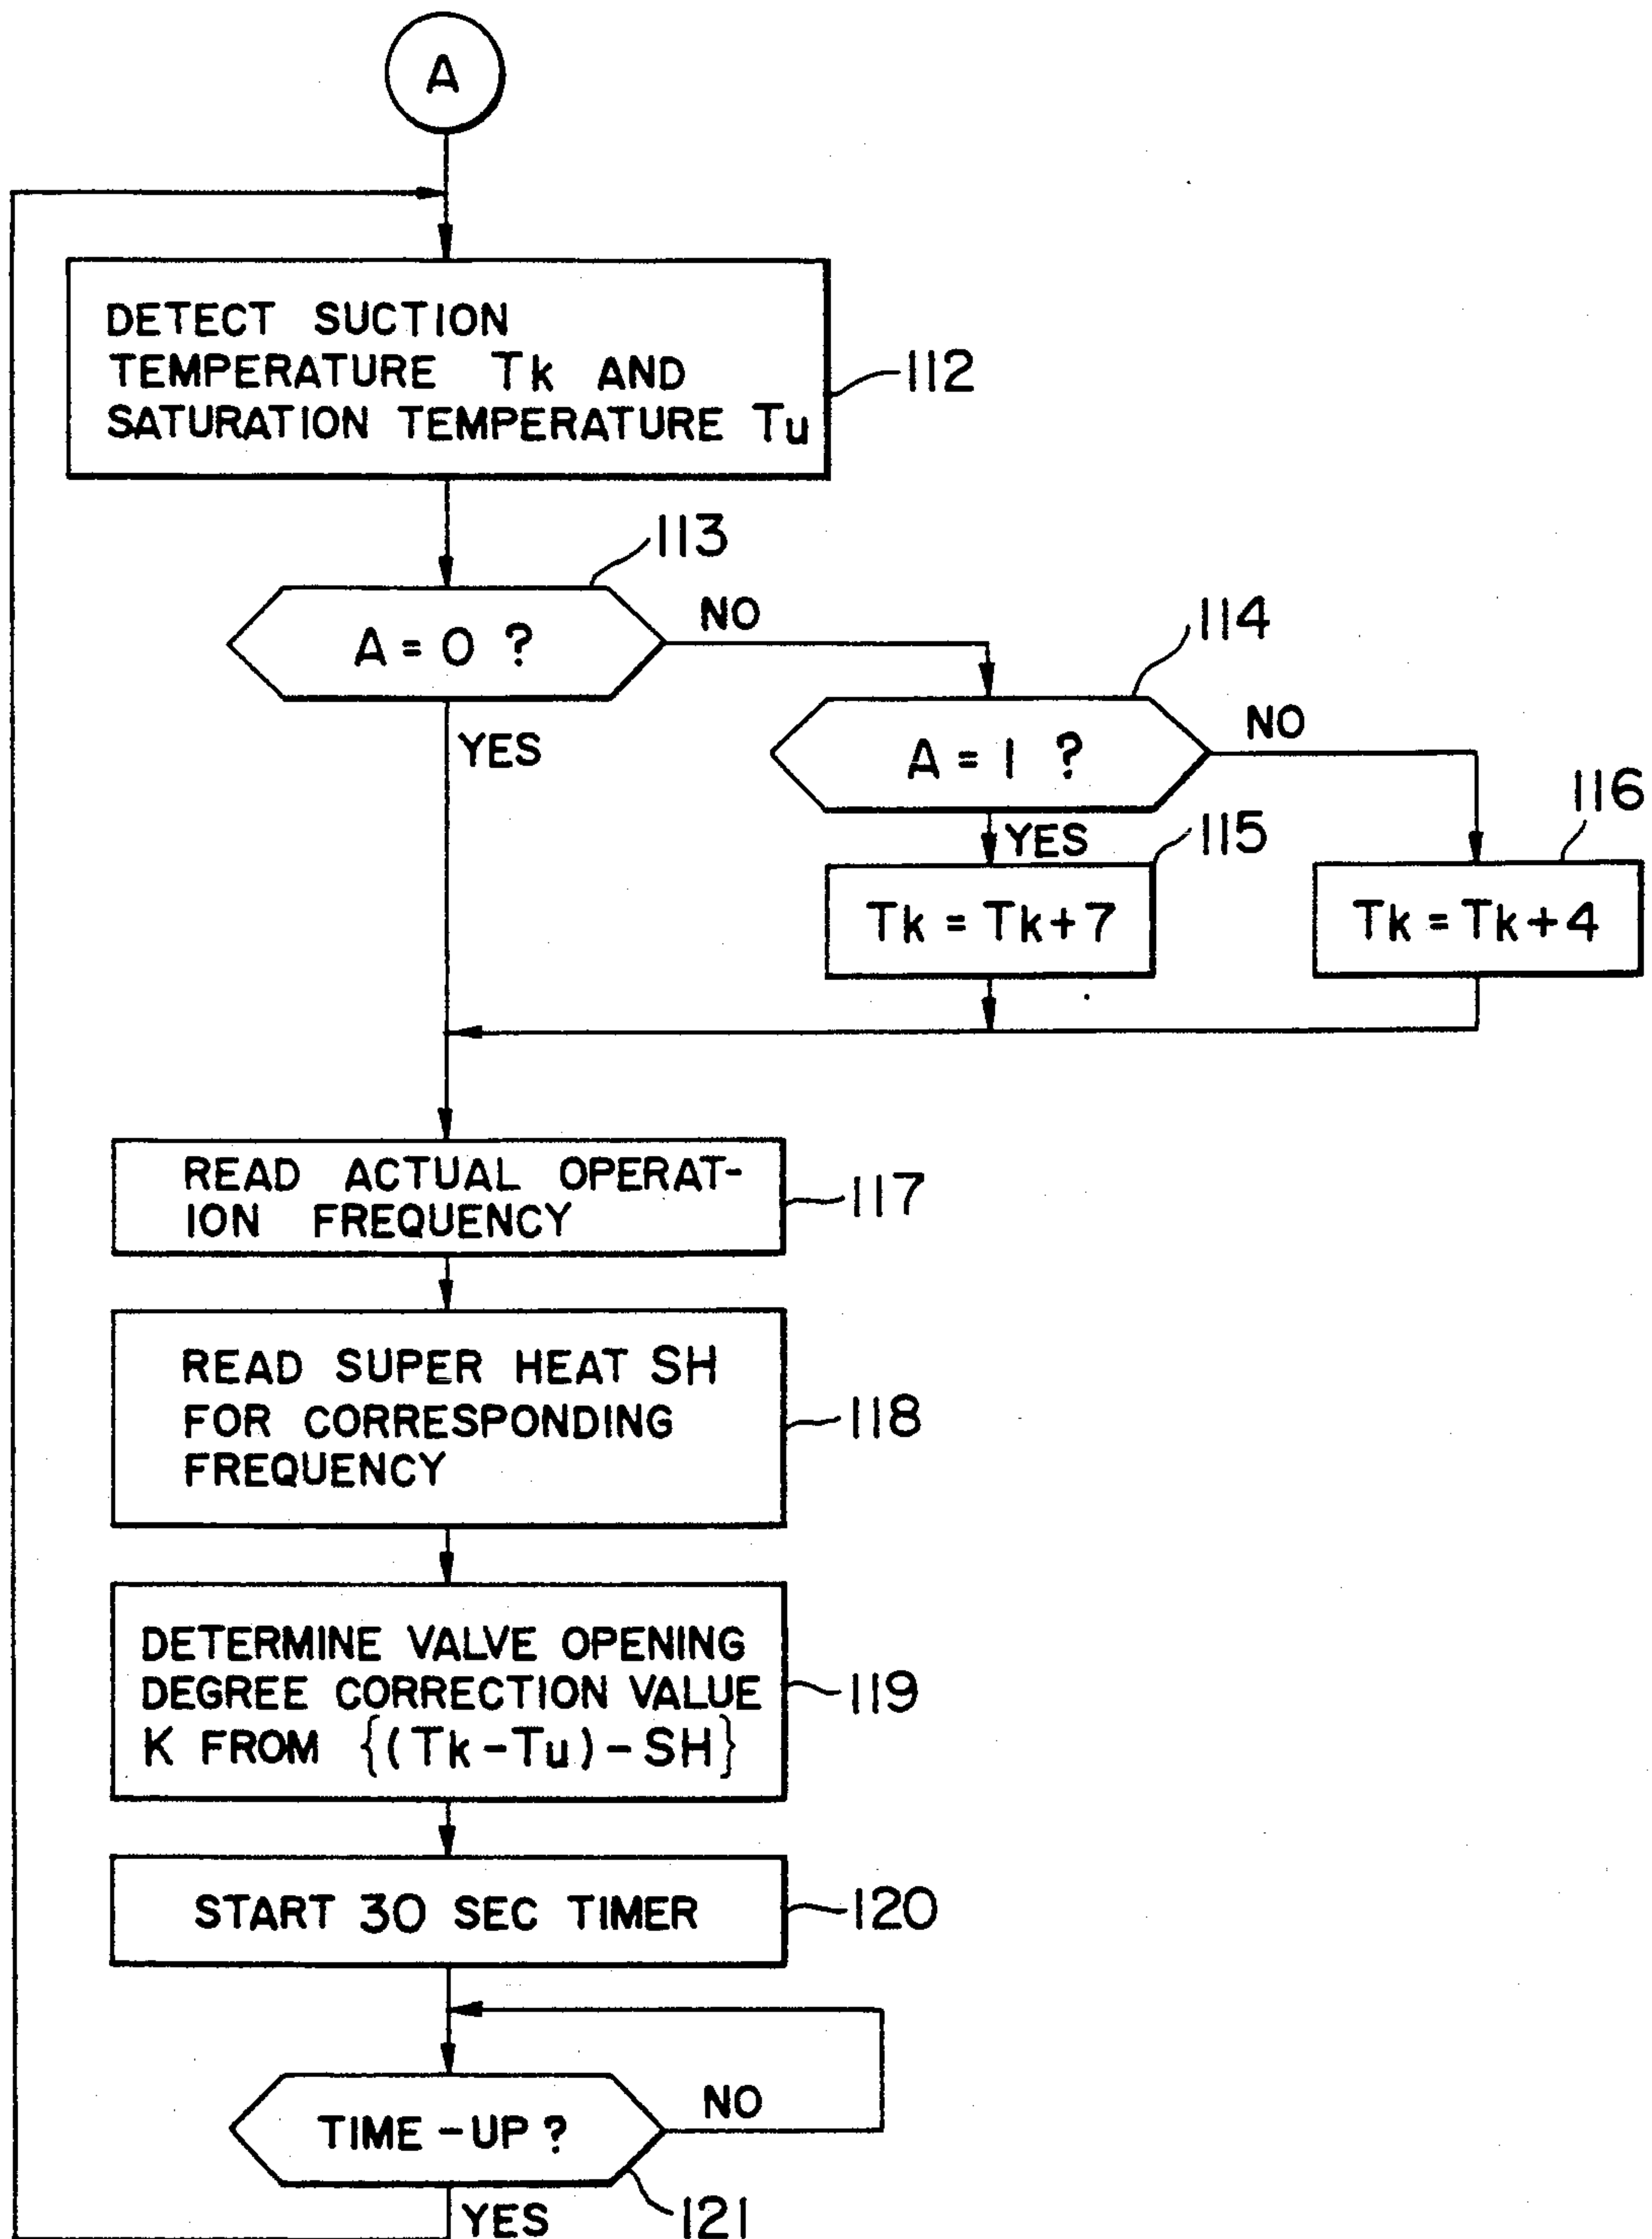 A
DETECT SUCTION
TEMPERATURE Tk AND
SATURATION TEMPERATURE Tu
112
113
A = 0 ?
NO
YES
114
A = 1 ?
NO
YES
115
Tk = Tk+7
116
Tk = Tk+4
READ ACTUAL OPERAT-
ION FREQUENCY
117
READ SUPER HEAT SH
FOR CORRESPONDING
FREQUENCY
118
DETERMINE VALVE OPENING
DEGREE CORRECTION VALUE
K FROM {(Tk-Tu)-SH}
119
START 30 SEC TIMER
120
TIME-UP?
NO
YES
121